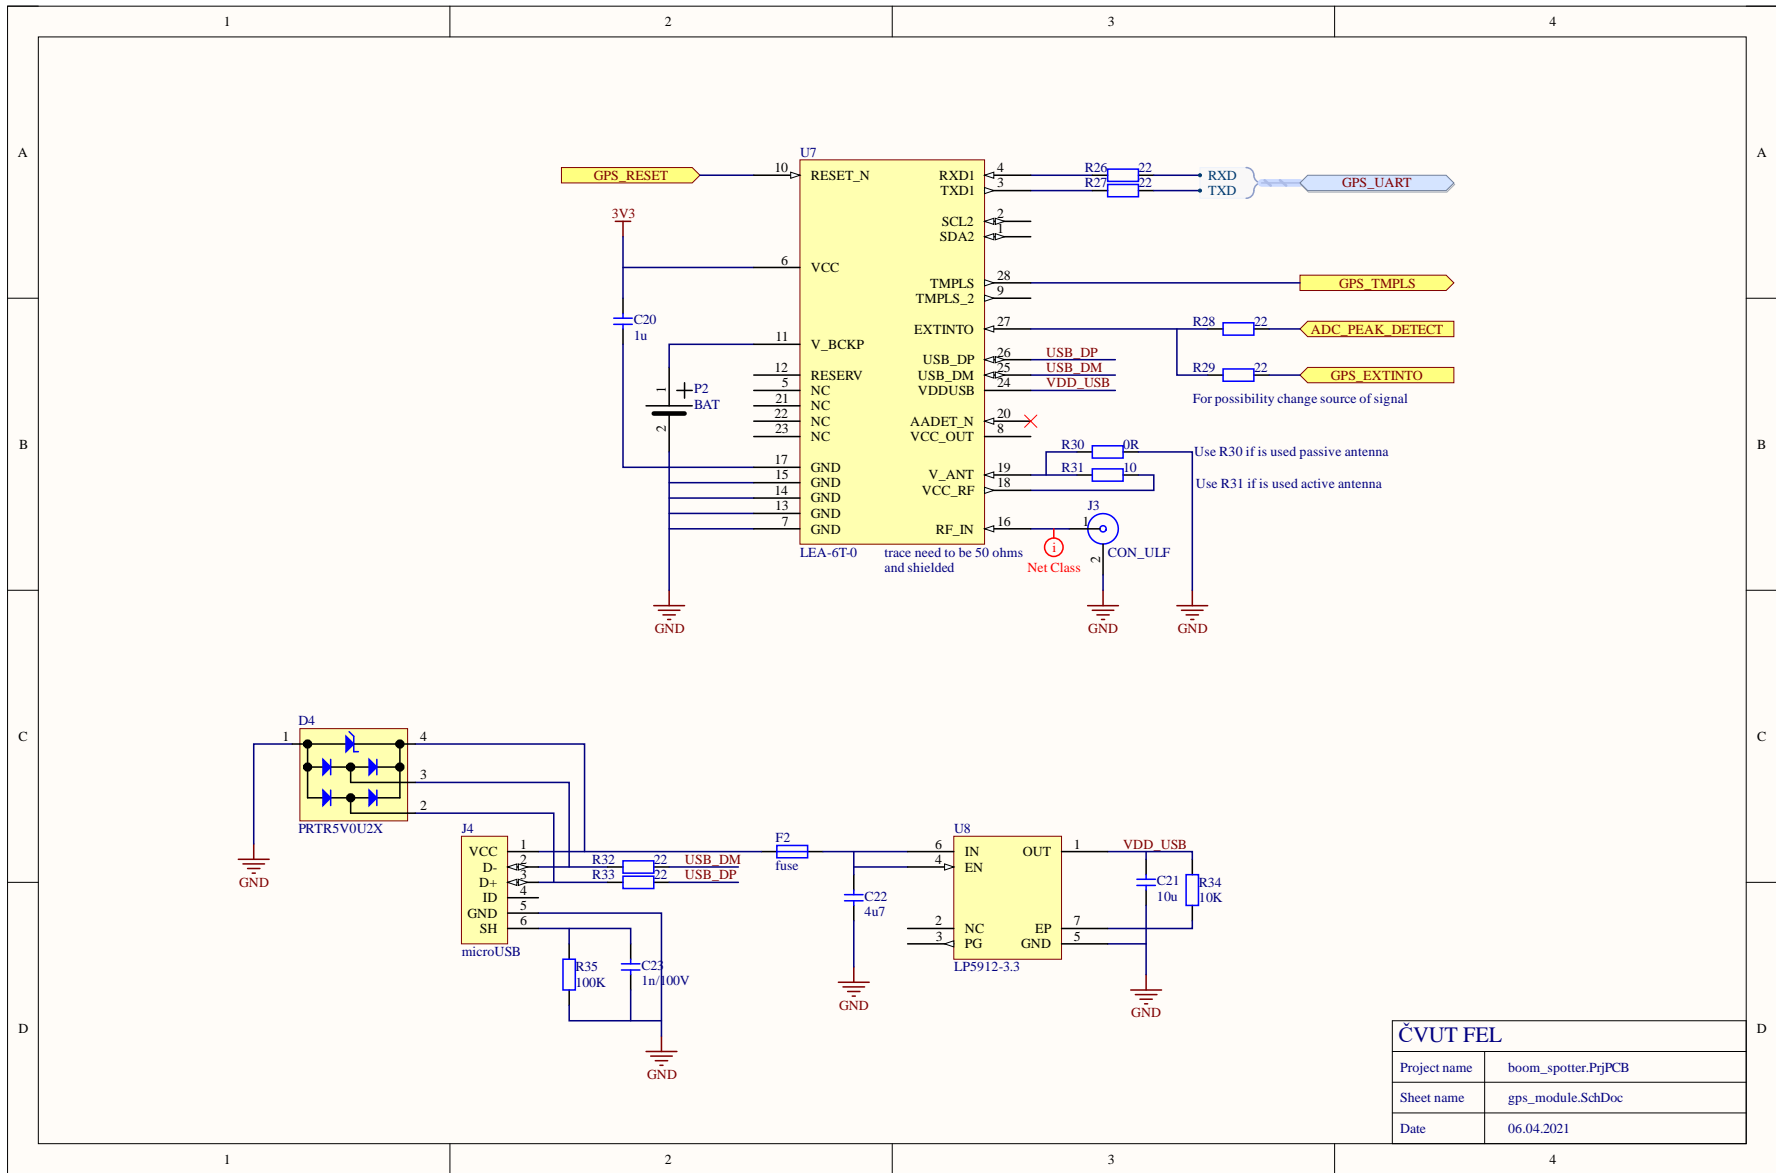 1 2 3 4
A A
B B
C C
D D
U7
GPS_RESET 10 RESET_N
3V3
6 VCC
C20
1u
11 V_BCKP
1 P2
BAT
2
12 RESERV
5 NC
21 NC
22 NC
23 NC
17 GND
15 GND
14 GND
13 GND
7 GND
LEA-6T-0
GND
RXD1 4 R26 22 RXD
TXD1 3 R27 22 TXD
GPS_UART
SCL2 2
SDA2 1
TMPLS 28 GPS_TMPLS
TMPLS_2 9
EXTINTO 27 R28 22 ADC_PEAK_DETECT
USB_DP 26 USB_DP
USB_DM 25 USB_DM
VDDUSB 24 VDD_USB
R29 22 GPS_EXTINTO
For possibility change source of signal
AADET_N 20
VCC_OUT 8
R30 0R
Use R30 if is used passive antenna
V_ANT 19 R31 10
VCC_RF 18
Use R31 if is used active antenna
J3
RF_IN 16 1
2
CON_ULF
trace need to be 50 ohms
and shielded
i
Net Class
GND
GND
D4
1 4
3
2
PRTR5V0U2X
GND
J4
VCC 1
D- 2 R32 22 USB_DM
D+ 3 R33 22 USB_DP
ID 4
GND 5
SH 6
microUSB
R35
100K
C23
1n/100V
GND
F2
fuse
C22
4u7
GND
U8
6 IN OUT 1 VDD_USB
4 EN
2 NC EP 7
3 PG GND 5
LP5912-3.3
C21
10u
R34
10K
GND
ČVUT FEL
Project name boom_spotter.PrjPCB
Sheet name gps_module.SchDoc
Date 06.04.2021
1 2 3 4